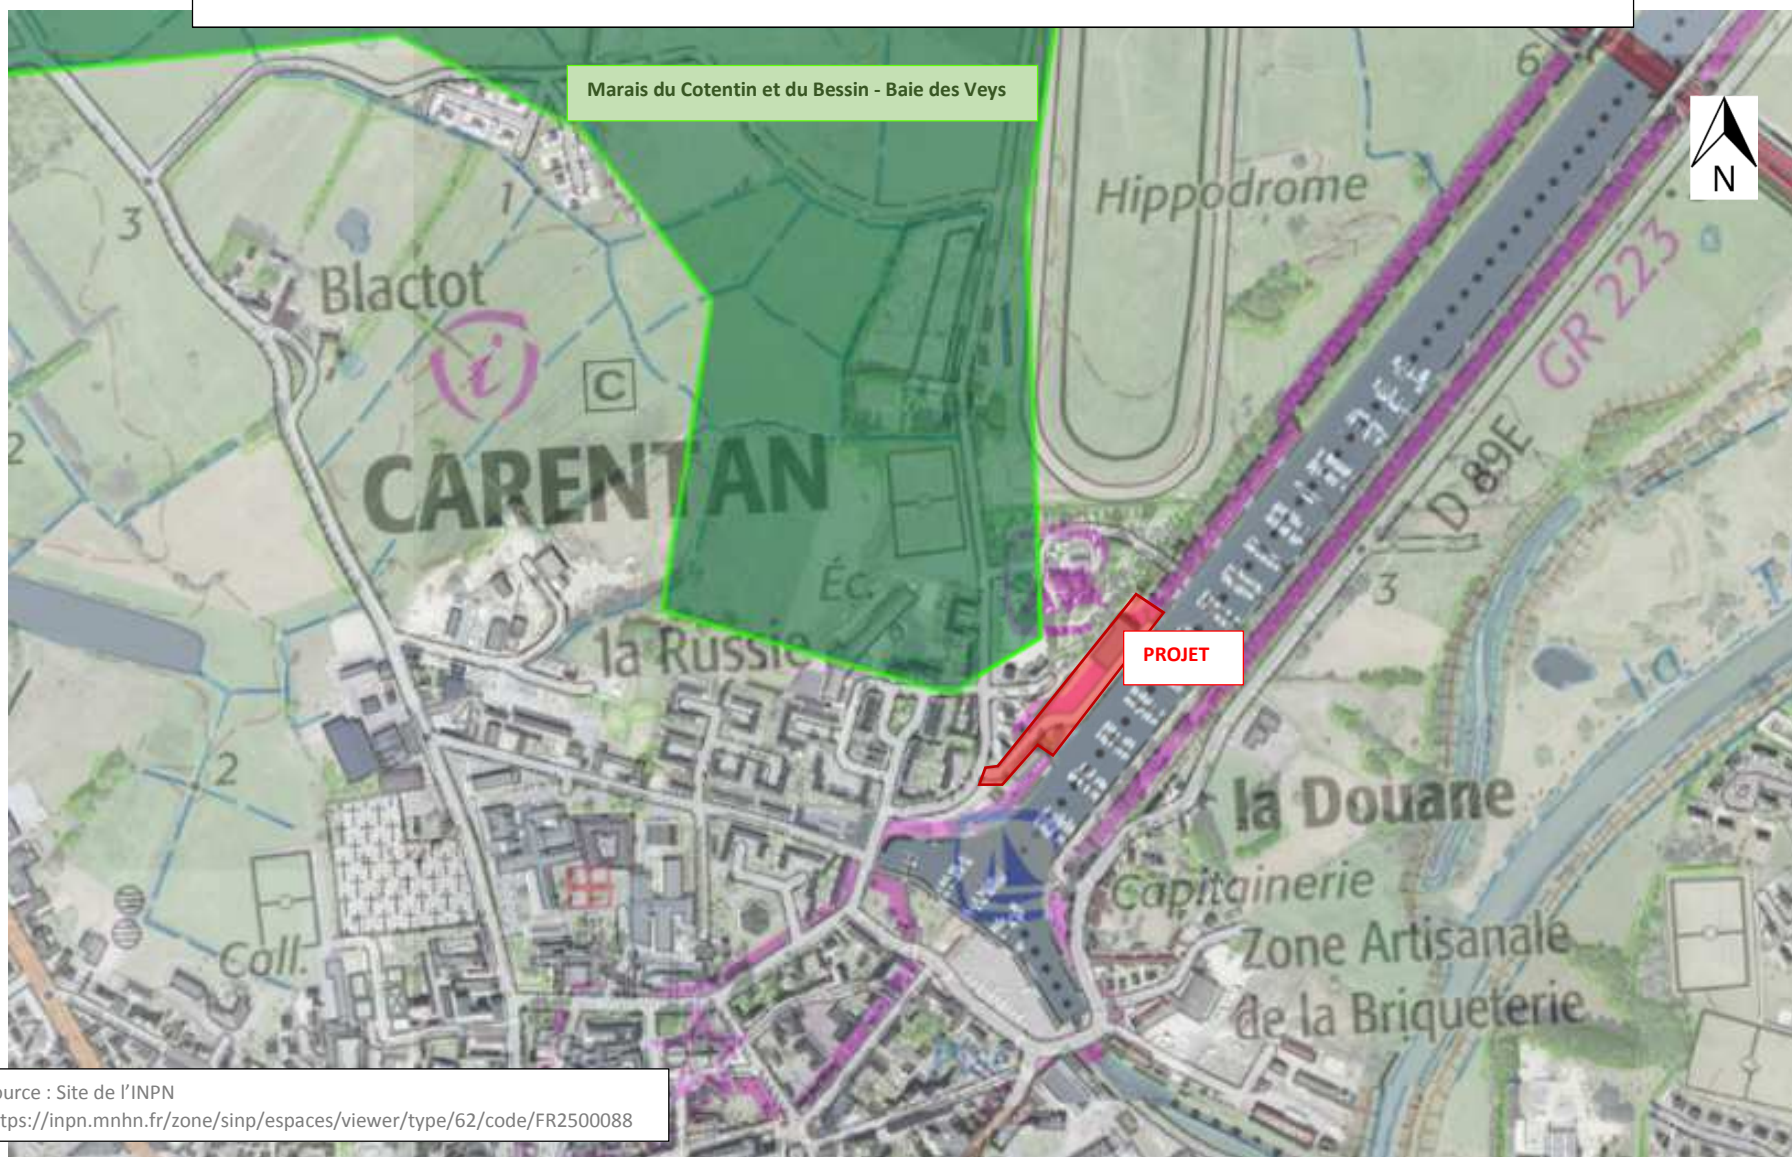 Marais du Cotentin et du Bessin - Baie des Veys
6
N
Hippodrome
3
1
Blactot
i
C
GR 223
CARENTAN
2
D 89E
Éc.
3
la Russie
PROJET
la
2
la Douane
Capitainerie
Zone Artisanale
de la Briqueterie
Coll.
ource : Site de l'INPN
tps://inpn.mnhn.fr/zone/sinp/espaces/viewer/type/62/code/FR2500088